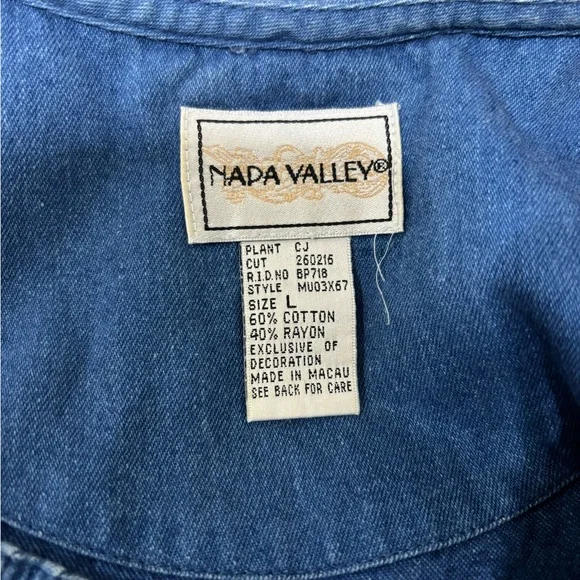 NAPA VALLEY®
PLANT CJ
CUT 260216
R.I.D.NO BP718
STYLE MU03X67
SIZE L
60% COTTON
40% RAYON
EXCLUSIVE OF
DECORATION
MADE IN MACAU
SEE BACK FOR CARE